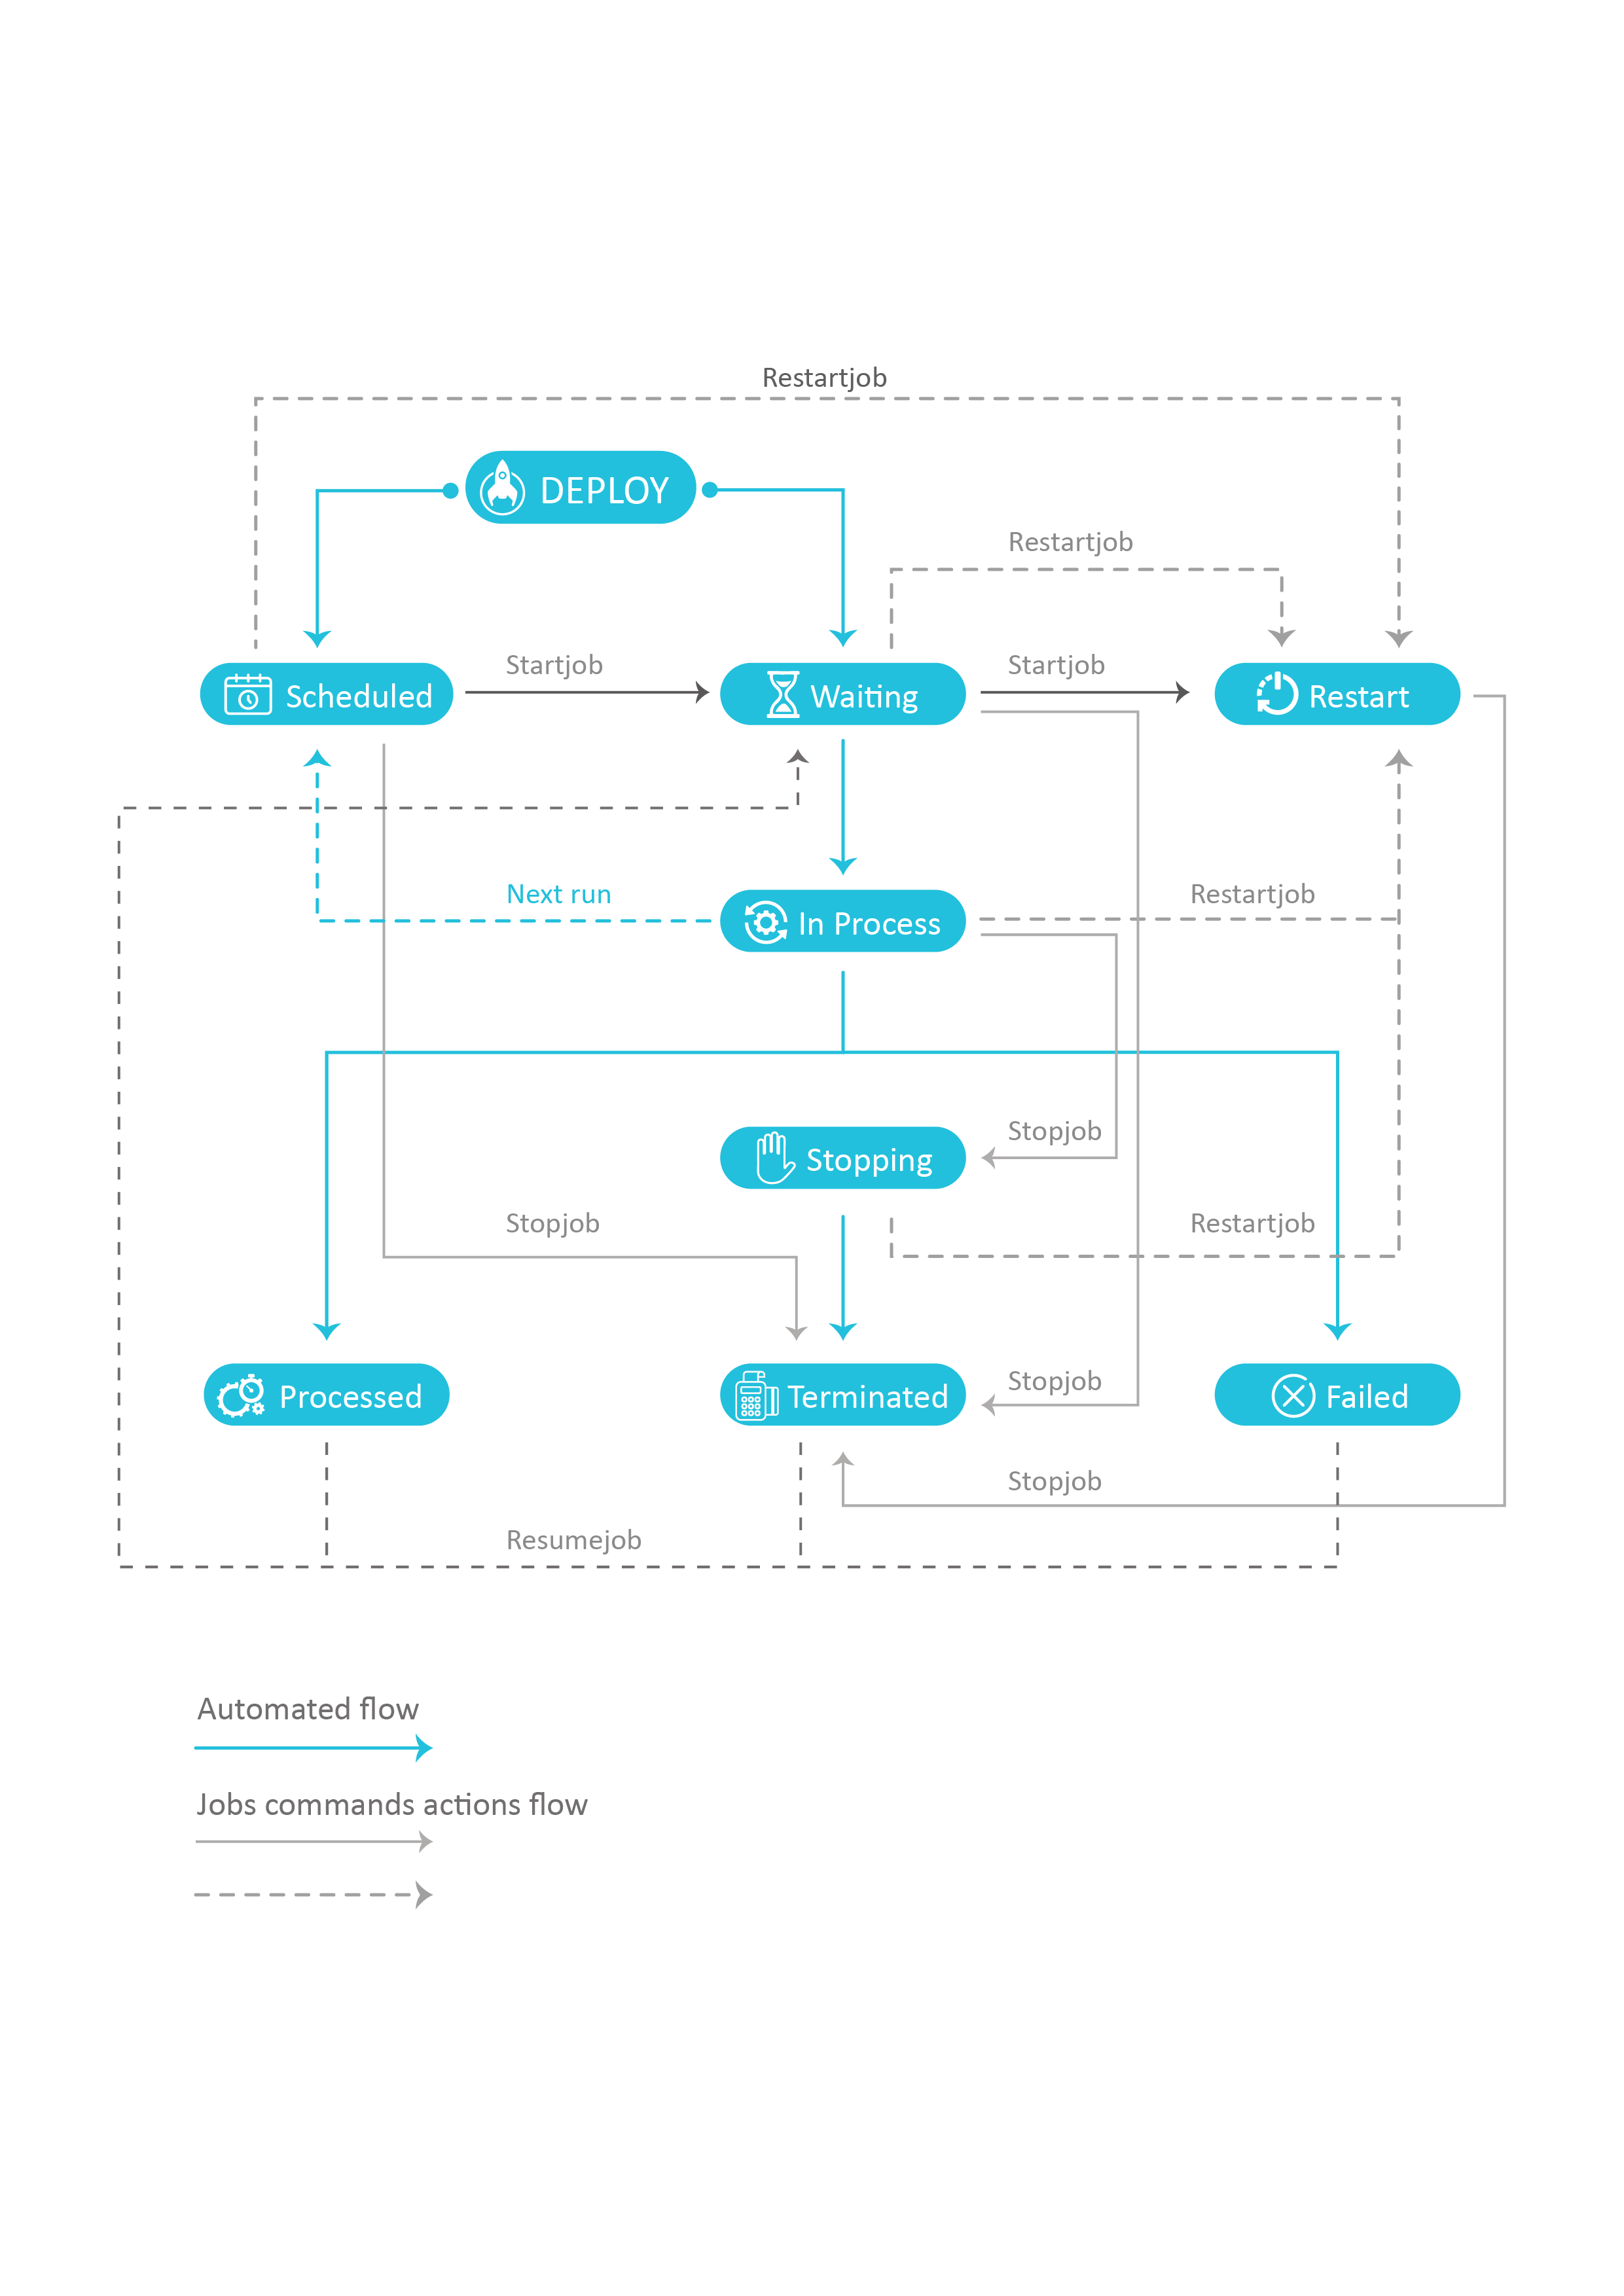 Restartjob
DEPLOY
Restartjob
Startjob
Startjob
Scheduled
Waiting
Restart
Next run
Restartjob
In Process
Stopjob
Stopping
Stopjob
Restartjob
Stopjob
Processed
Terminated
Failed
Stopjob
Resumejob
Automated flow
Jobs commands actions flow